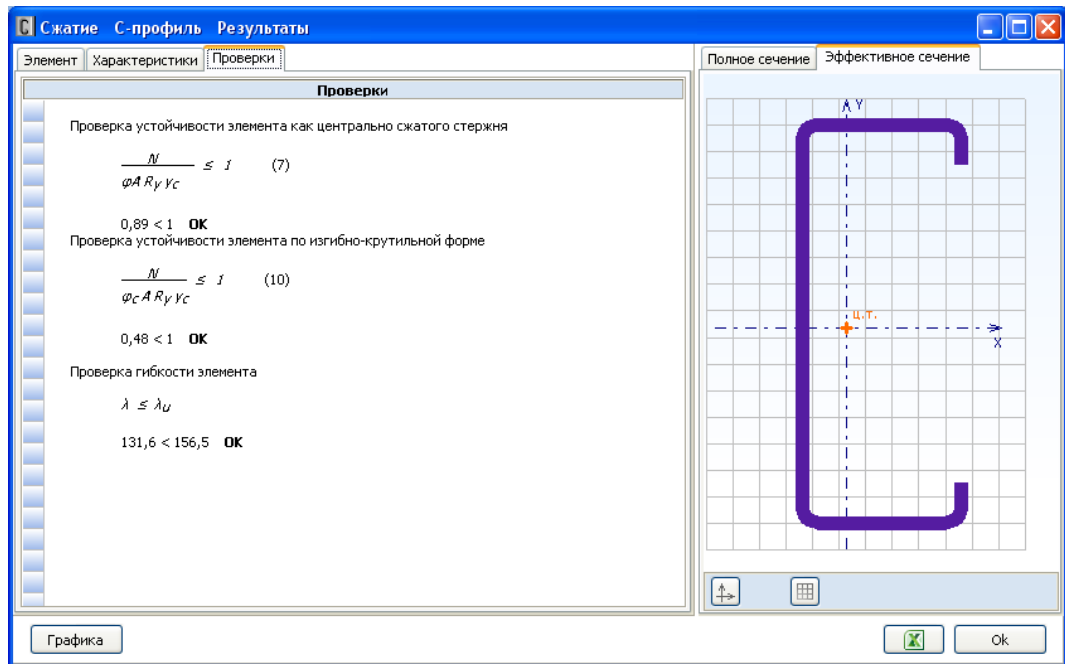 С Сжатие С-профиль Результаты
Элемент Характеристики Проверки
Полное сечение Эффективное сечение
Проверки
Проверка устойчивости элемента как центрально сжатого стержня
N
φA Ry γc ≤ 1 (7)
0,89 < 1 OK
Проверка устойчивости элемента по изгибно-крутильной форме
N
φc A Ry γc ≤ 1 (10)
0,48 < 1 OK
Проверка гибкости элемента
λ ≤ λu
131,6 < 156,5 OK
Y
ц.т.
X
Графика
Ok